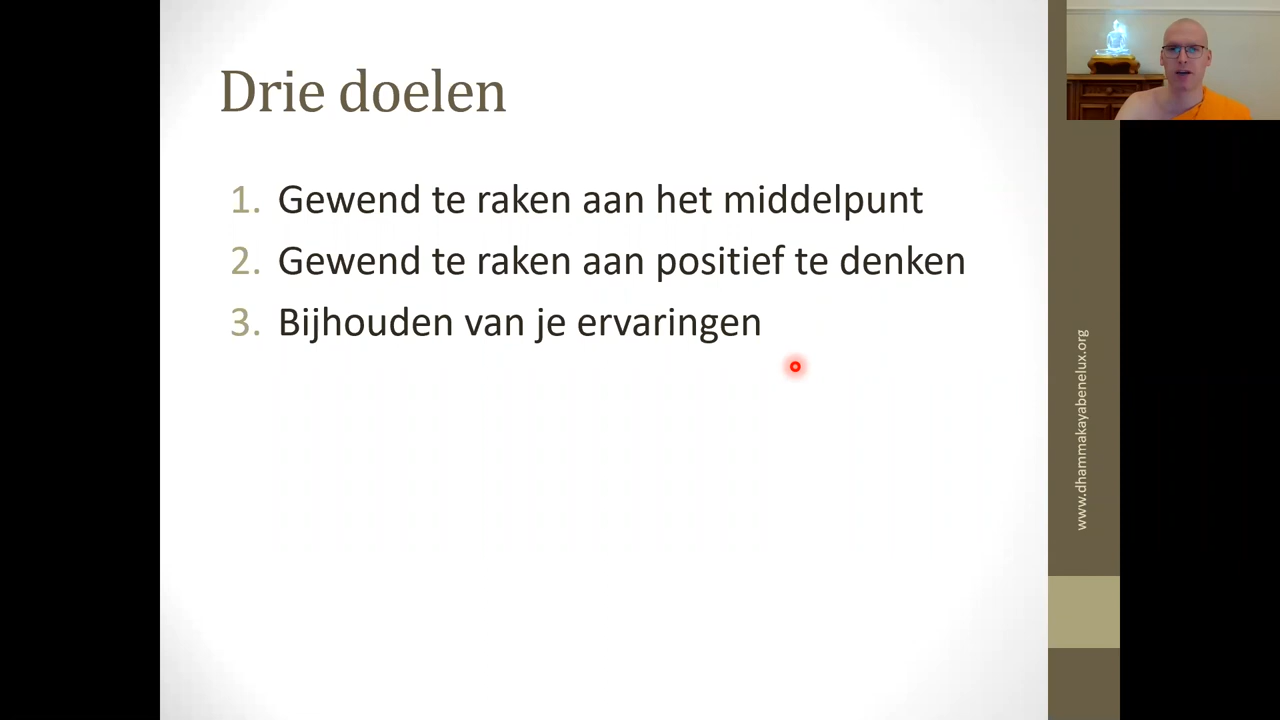 Drie doelen
1. Gewend te raken aan het middelpunt
2. Gewend te raken aan positief te denken
3. Bijhouden van je ervaringen
www.dhammakayabenelux.org